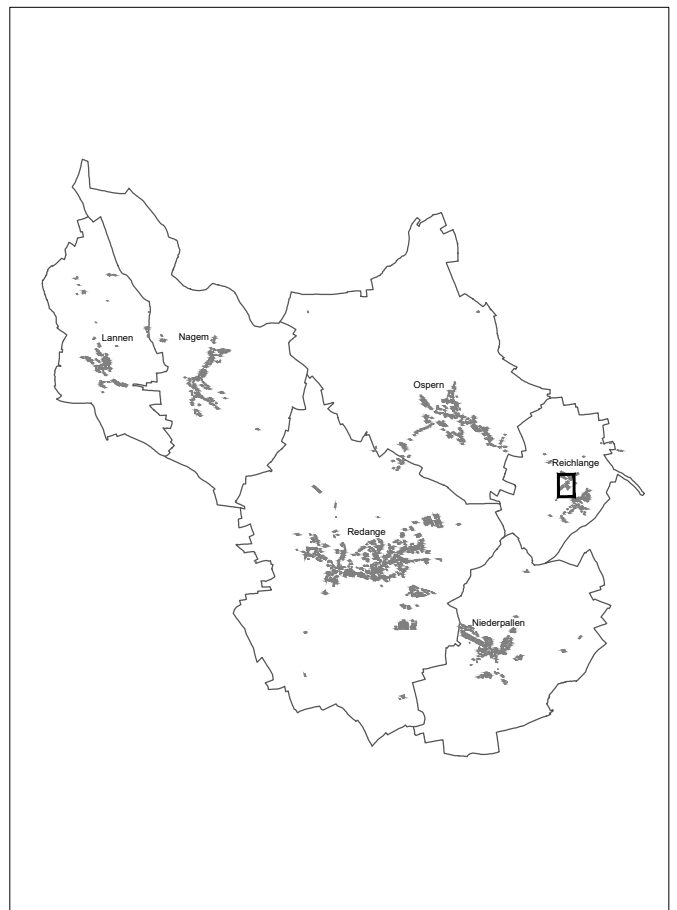 Lannen
Nagem
Ospern
Reichlange
Redange
Niederpallen